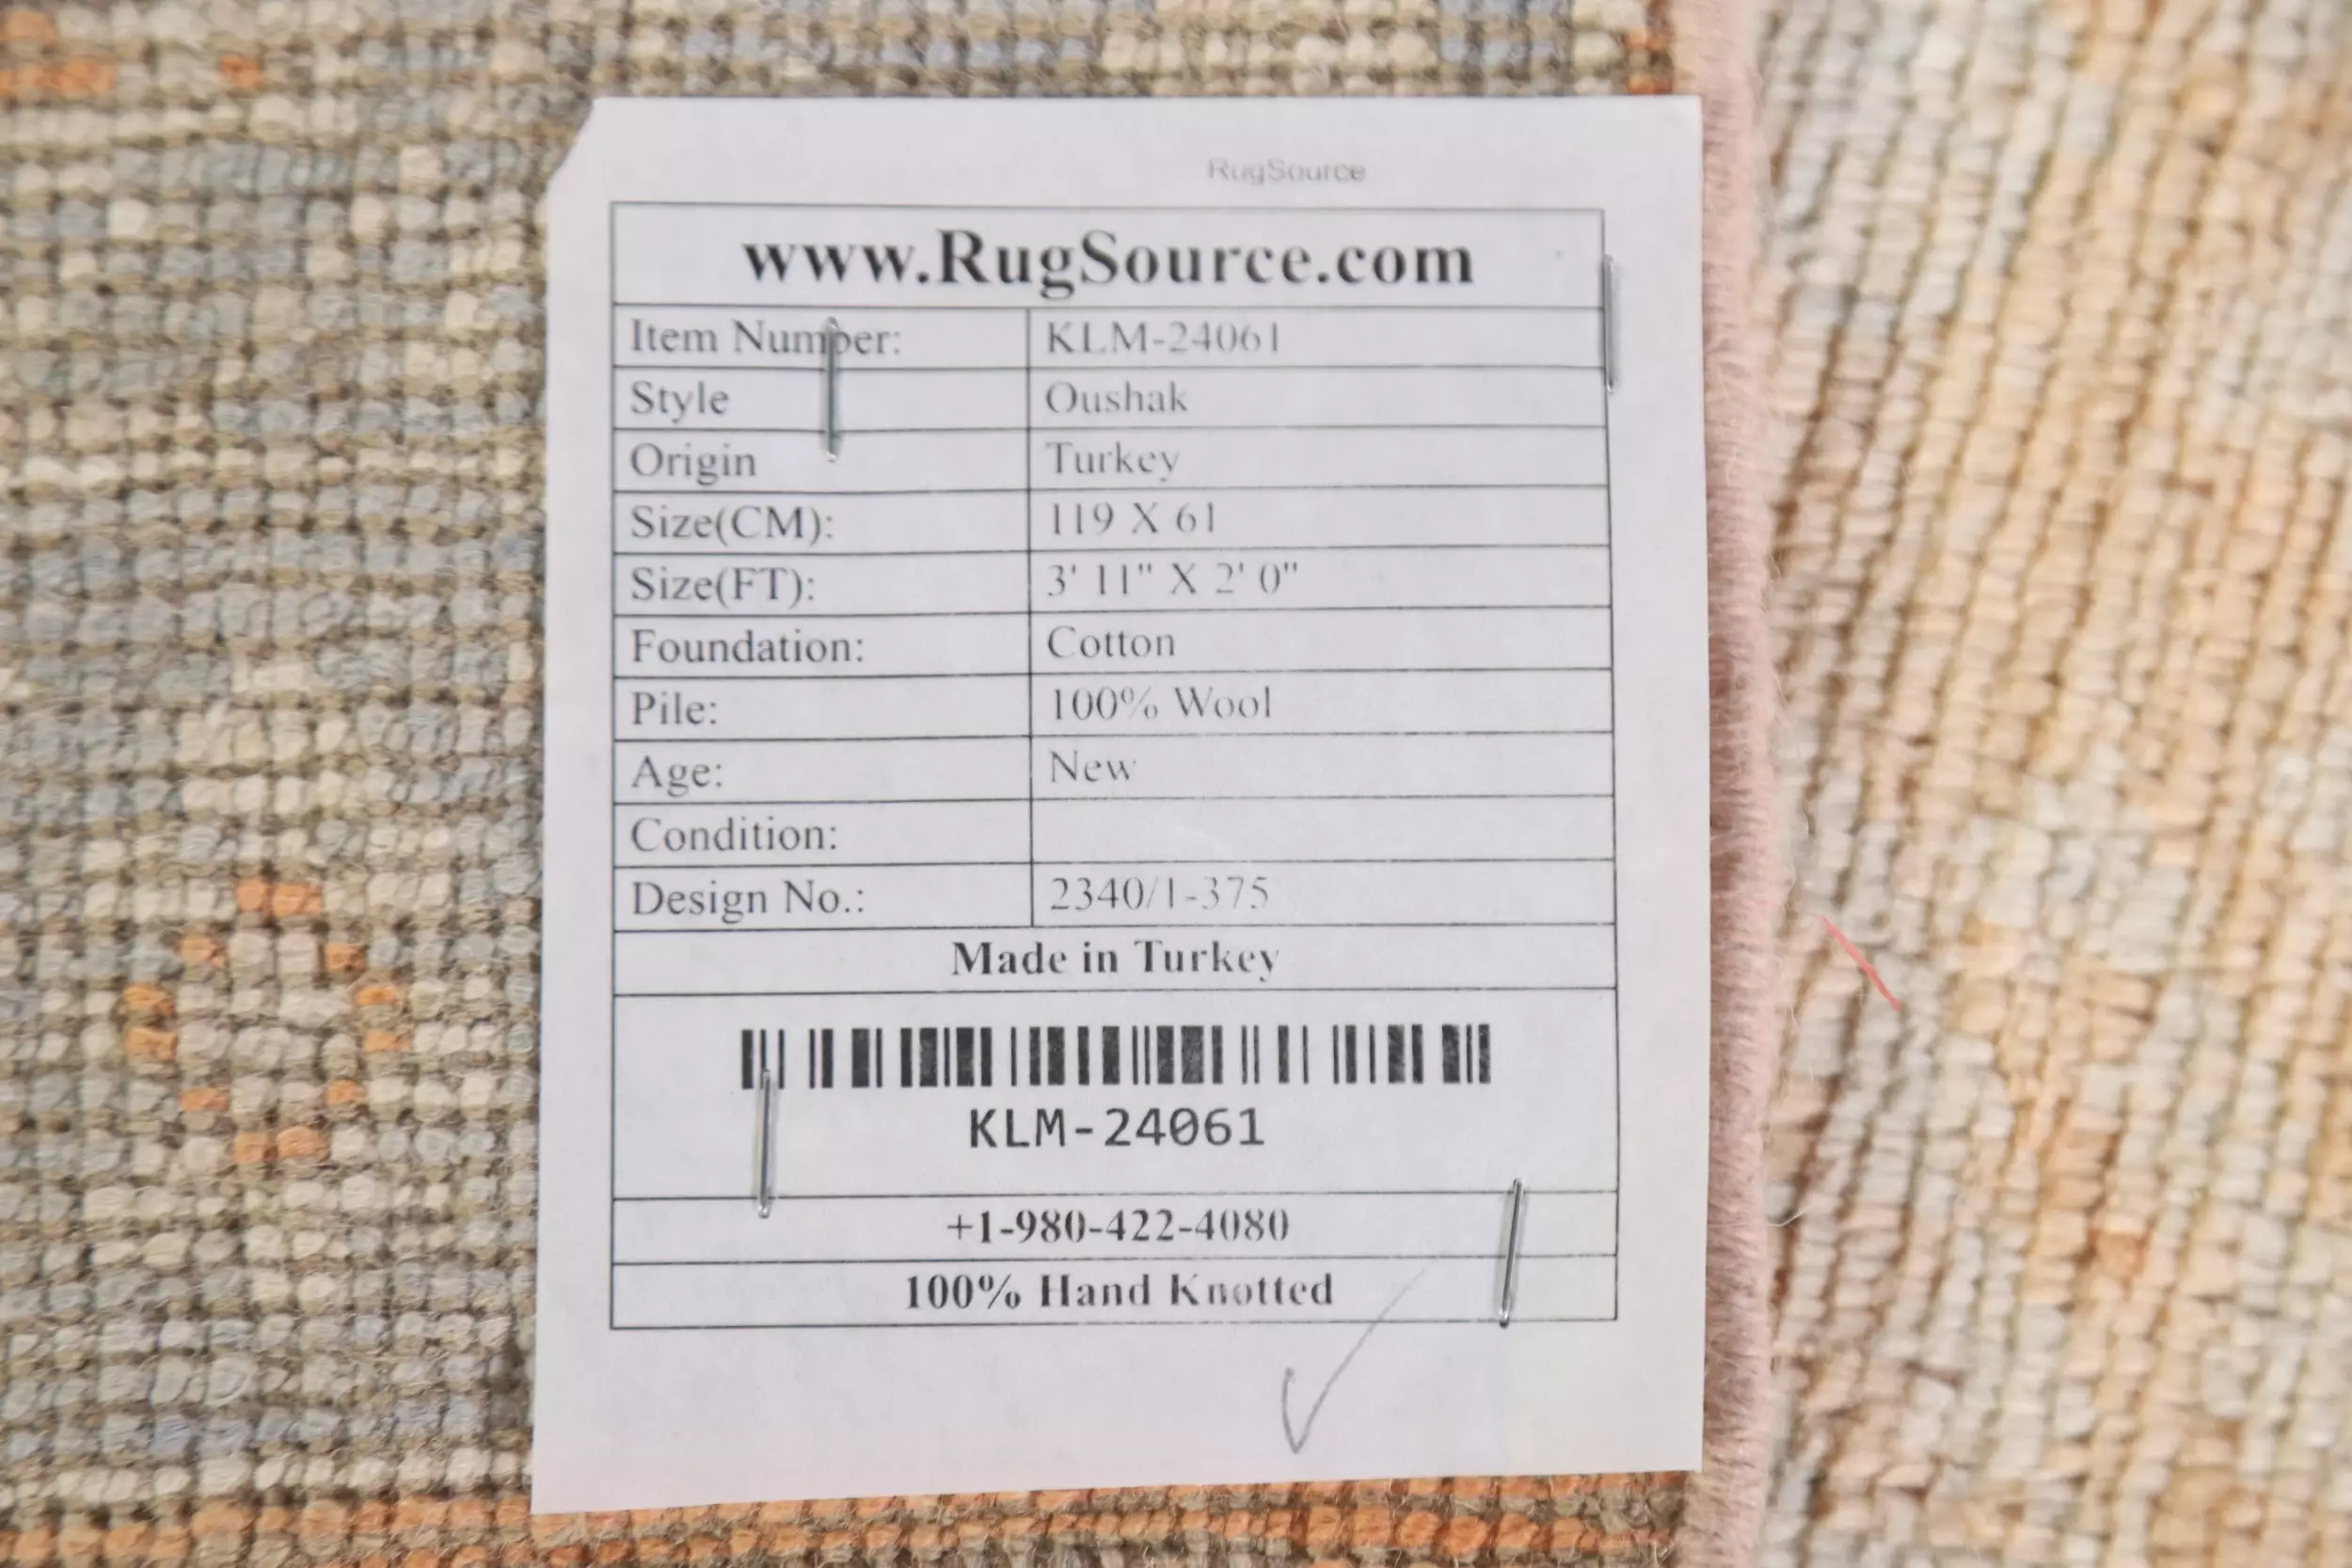 RugSource
www.RugSource.com
Item Number: KLM-24061
Style Oushak
Origin Turkey
Size(CM): 119 X 61
Size(FT): 3' 11" X 2' 0"
Foundation: Cotton
Pile: 100% Wool
Age: New
Condition:
Design No.: 2340/1-375
Made in Turkey
KLM-24061
+1-980-422-4080
100% Hand Knotted